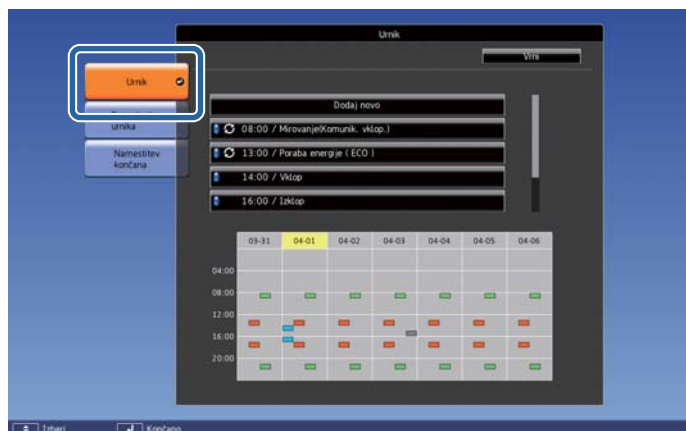 Urnik
Vrni
Urnik
urnika
Namestitev
končana
Dodaj novo
08:00 / Mirovanje(Komunik. vklop.)
13:00 / Poraba energije ( ECO )
14:00 / Vklop
16:00 / Izklop
03-31 04-01 04-02 04-03 04-04 04-05 04-06
04:00
08:00
12:00
16:00
20:00
Izberi Končano